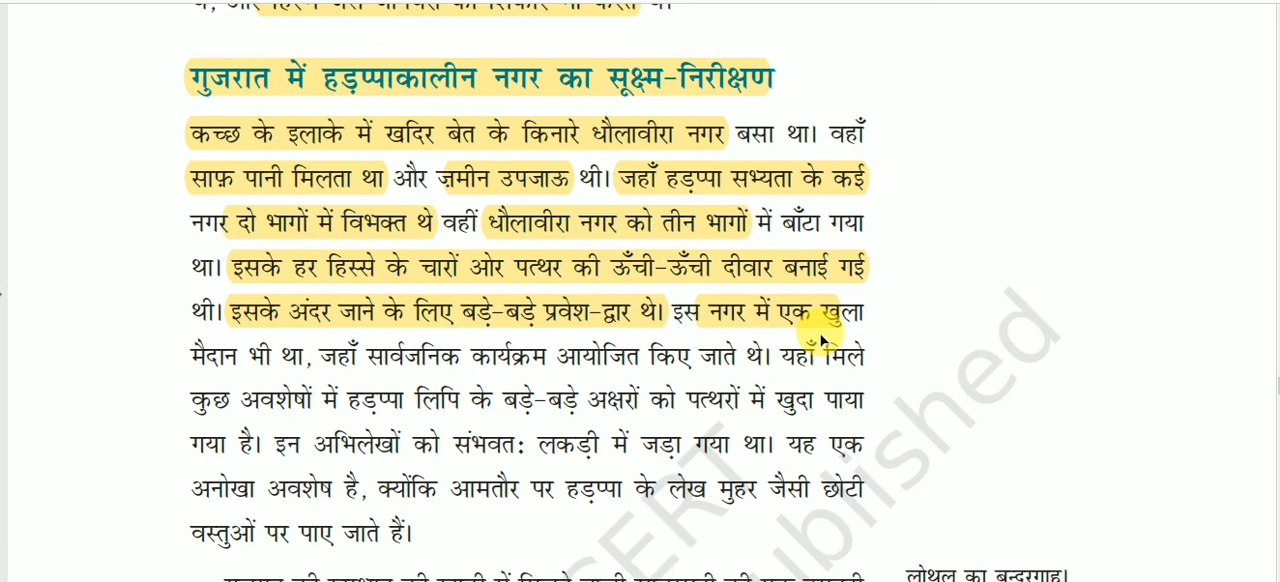 गुजरात में हड़प्पाकालीन नगर का सूक्ष्म-निरीक्षण
कच्छ के इलाके में खदिर बेत के किनारे धौलावीरा नगर बसा था। वहाँ
साफ़ पानी मिलता था और ज़मीन उपजाऊ थी। जहाँ हड़प्पा सभ्यता के कई
नगर दो भागों में विभक्त थे वहीं धौलावीरा नगर को तीन भागों में बाँटा गया
था। इसके हर हिस्से के चारों ओर पत्थर की ऊँची-ऊँची दीवार बनाई गई
थी। इसके अंदर जाने के लिए बड़े-बड़े प्रवेश-द्वार थे। इस नगर में एक खुला
मैदान भी था, जहाँ सार्वजनिक कार्यक्रम आयोजित किए जाते थे। यहाँ मिले
कुछ अवशेषों में हड़प्पा लिपि के बड़े-बड़े अक्षरों को पत्थरों में खुदा पाया
गया है। इन अभिलेखों को संभवत: लकड़ी में जड़ा गया था। यह एक
अनोखा अवशेष है, क्योंकि आमतौर पर हड़प्पा के लेख मुहर जैसी छोटी
वस्तुओं पर पाए जाते हैं।
लोथल का बन्दरगाह।